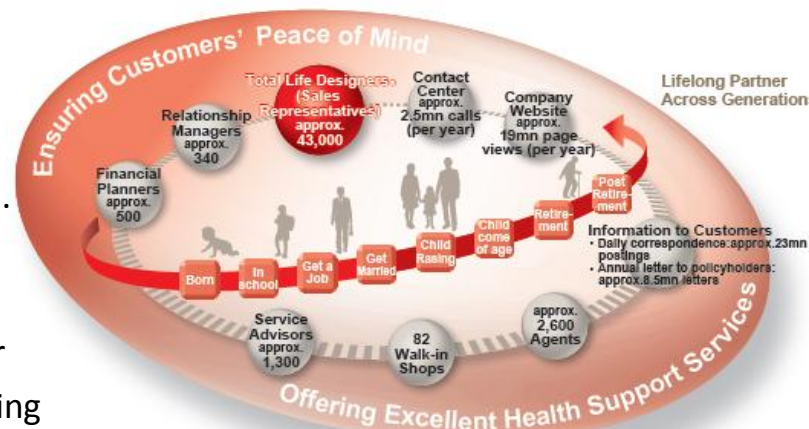 Ensuring Customers' Peace of Mind
Total Life Designers
(Sales
Representatives)
approx.
43,000
Contact
Center
approx.
2.5mn calls
(per year)
Company
Website
approx.
19mn page
views (per year)
Lifelong Partner
Across Generation
Relationship
Managers
approx.
340
Financial
Planners
approx.
500
Born
In
school
Get a
Job
Get
Married
Child
Rasing
Child
come
of age
Retire-
ment
Post
Retire-
ment
Information to Customers
• Daily correspondence:approx.23mn
postings
• Annual letter to policyholders:
approx.8.5mn letters
Service
Advisors
approx.
1,300
82
Walk-in
Shops
approx.
2,600
Agents
Offering Excellent Health Support Services
.
r
ing